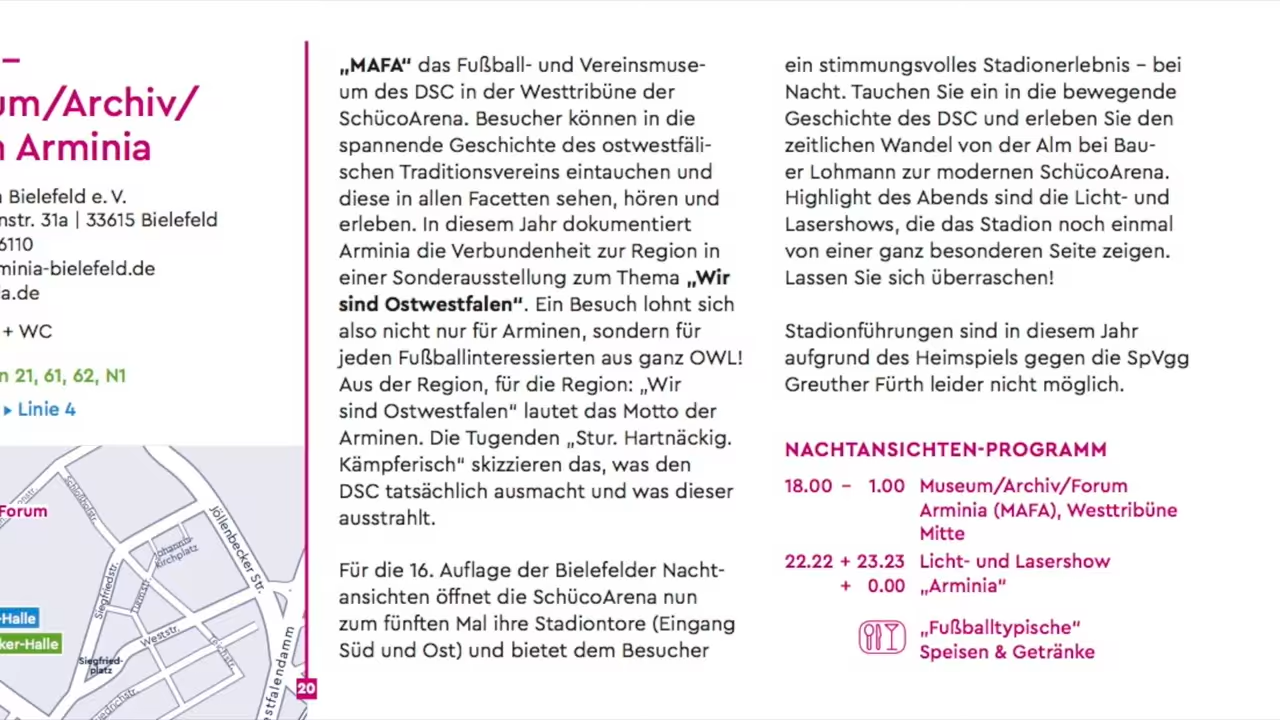 um/Archiv/
Arminia
Bielefeld e. V.
nstr. 31a | 33615 Bielefeld
6110
minia-bielefeld.de
a.de
+ WC
n 21, 61, 62, N1
▸ Linie 4
Forum
Schloßhofstr.
Jöllenbecker Str.
Johannis-
kirchplatz
Siegfriedstr.
Turmstr.
Weststr.
-Halle
ker-Halle
Siegfried-
platz
estfalendamm
20
„MAFA“ das Fußball- und Vereinsmuse-
um des DSC in der Westtribüne der
SchücoArena. Besucher können in die
spannende Geschichte des ostwestfäli-
schen Traditionsvereins eintauchen und
diese in allen Facetten sehen, hören und
erleben. In diesem Jahr dokumentiert
Arminia die Verbundenheit zur Region in
einer Sonderausstellung zum Thema „Wir
sind Ostwestfalen“. Ein Besuch lohnt sich
also nicht nur für Arminen, sondern für
jeden Fußballinteressierten aus ganz OWL!
Aus der Region, für die Region: „Wir
sind Ostwestfalen“ lautet das Motto der
Arminen. Die Tugenden „Stur. Hartnäckig.
Kämpferisch“ skizzieren das, was den
DSC tatsächlich ausmacht und was dieser
ausstrahlt.
Für die 16. Auflage der Bielefelder Nacht-
ansichten öffnet die SchücoArena nun
zum fünften Mal ihre Stadiontore (Eingang
Süd und Ost) und bietet dem Besucher
ein stimmungsvolles Stadionerlebnis – bei
Nacht. Tauchen Sie ein in die bewegende
Geschichte des DSC und erleben Sie den
zeitlichen Wandel von der Alm bei Bau-
er Lohmann zur modernen SchücoArena.
Highlight des Abends sind die Licht- und
Lasershows, die das Stadion noch einmal
von einer ganz besonderen Seite zeigen.
Lassen Sie sich überraschen!
Stadionführungen sind in diesem Jahr
aufgrund des Heimspiels gegen die SpVgg
Greuther Fürth leider nicht möglich.
NACHTANSICHTEN-PROGRAMM
18.00 – 1.00 Museum/Archiv/Forum
Arminia (MAFA), Westtribüne
Mitte
22.22 + 23.23 Licht- und Lasershow
+ 0.00 „Arminia“
„Fußballtypische“
Speisen & Getränke